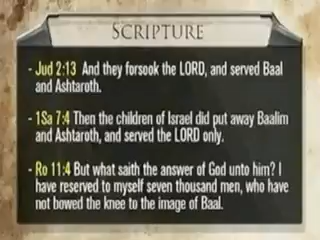 SCRIPTURE
- Jud 2:13 And they forsook the LORD, and served Baal
and Ashtaroth.
- 1Sa 7:4 Then the children of Israel did put away Baalim
and Ashtaroth, and served the LORD only.
- Ro 11:4 But what saith the answer of God unto him? I
have reserved to myself seven thousand men, who have
not bowed the knee to the image of Baal.